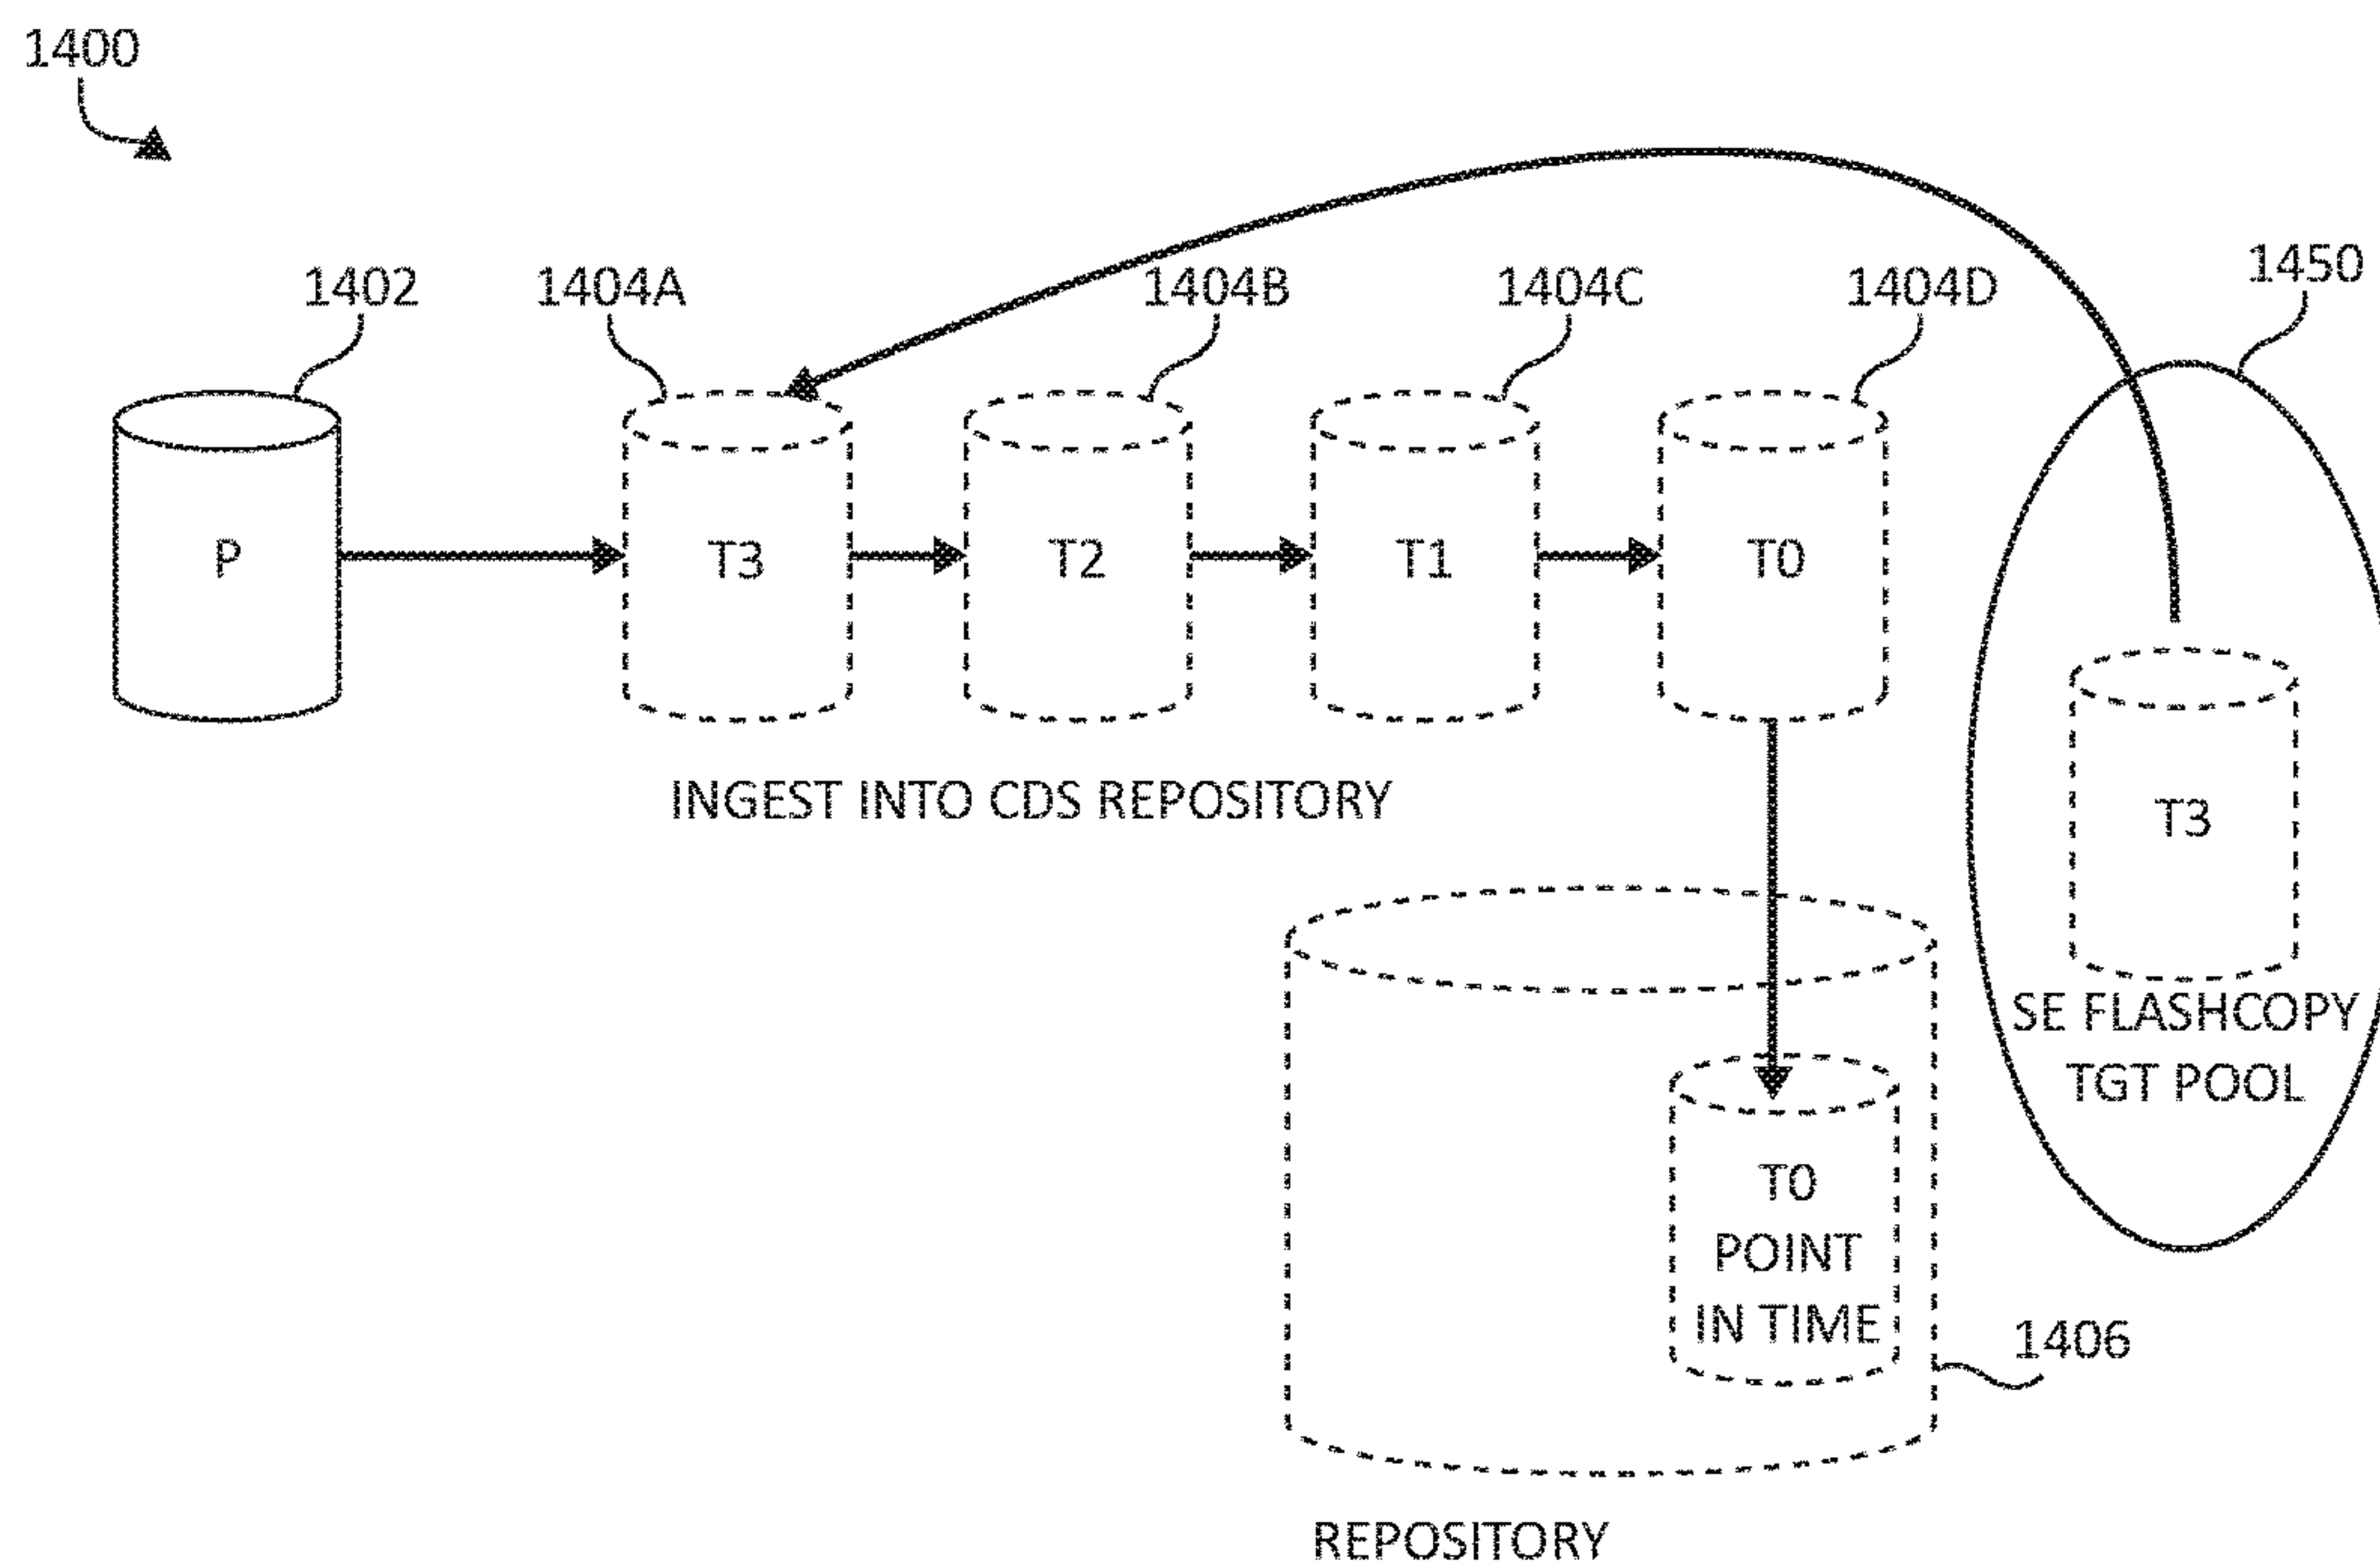 1400
1402
1404A
1404B
1404C
1404D
1450
P
T3
T2
T1
T0
INGEST INTO CDS REPOSITORY
T3
SE FLASHCOPY
TGT POOL
T0
POINT
IN TIME
1406
REPOSITORY